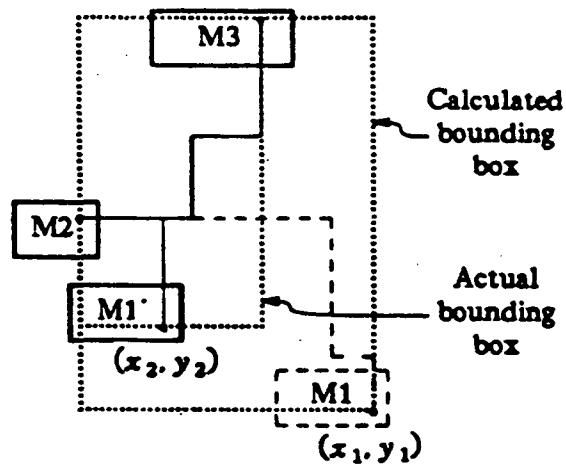 M3
Calculated
bounding
box
M2
M1'
Actual
bounding
box
(x₂, y₂)
M1
(x₁, y₁)